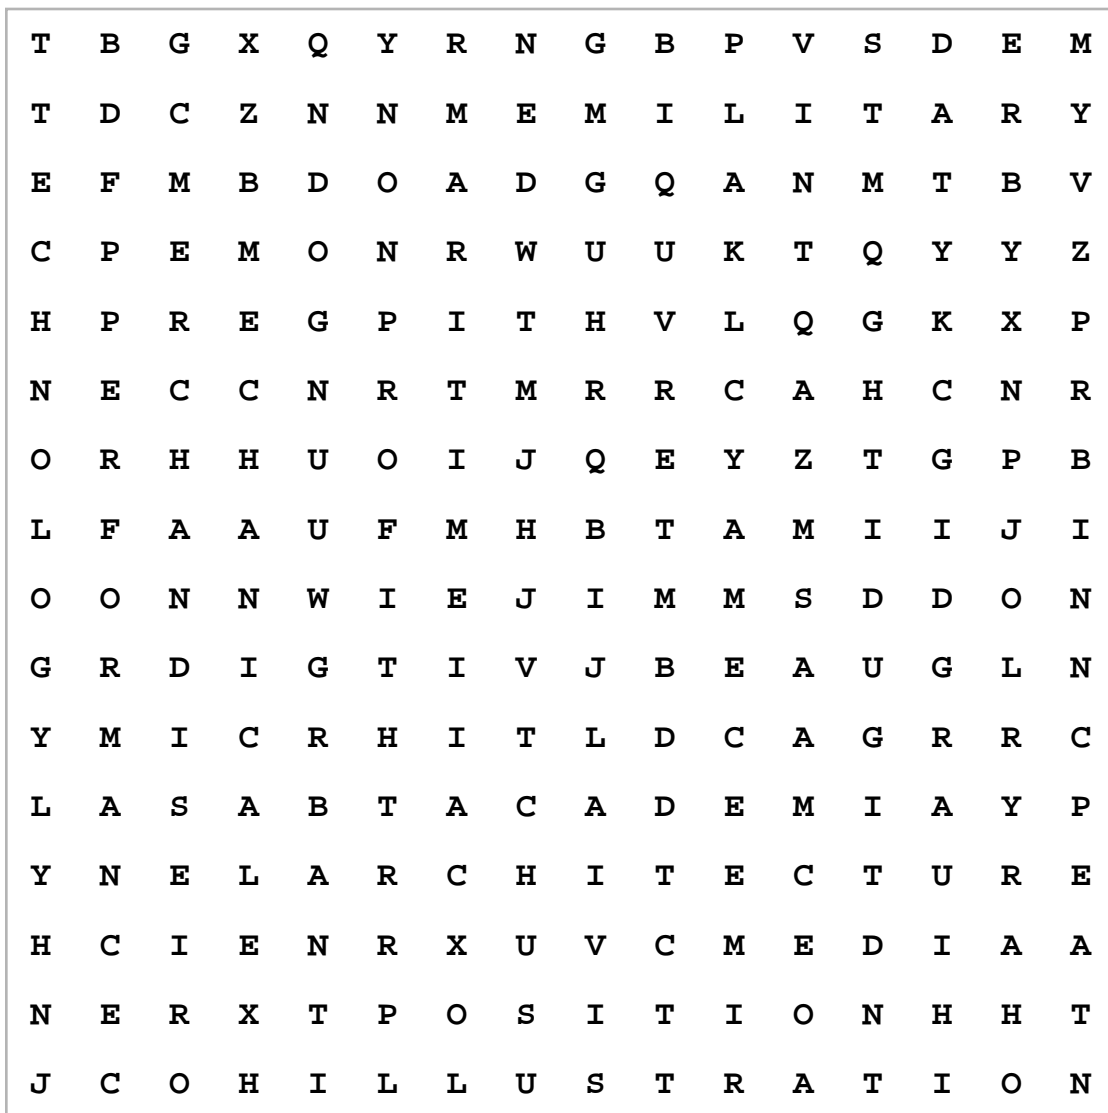 T B G X Q Y R N G B P V S D E M
T D C Z N N M E M I L I T A R Y
E F M B D O A D G Q A N M T B V
C P E M O N R W U U K T Q Y Y Z
H P R E G P I T H V L Q G K X P
N E C C N R T M R R C A H C N R
O R H H U O I J Q E Y Z T G P B
L F A A U F M H B T A M I I J I
O O N N W I E J I M M S D D O N
G R D I G T I V J B E A U G L N
Y M I C R H I T L D C A G R R C
L A S A B T A C A D E M I A Y P
Y N E L A R C H I T E C T U R E
H C I E N R X U V C M E D I A A
N E R X T P O S I T I O N H H T
J C O H I L L U S T R A T I O N